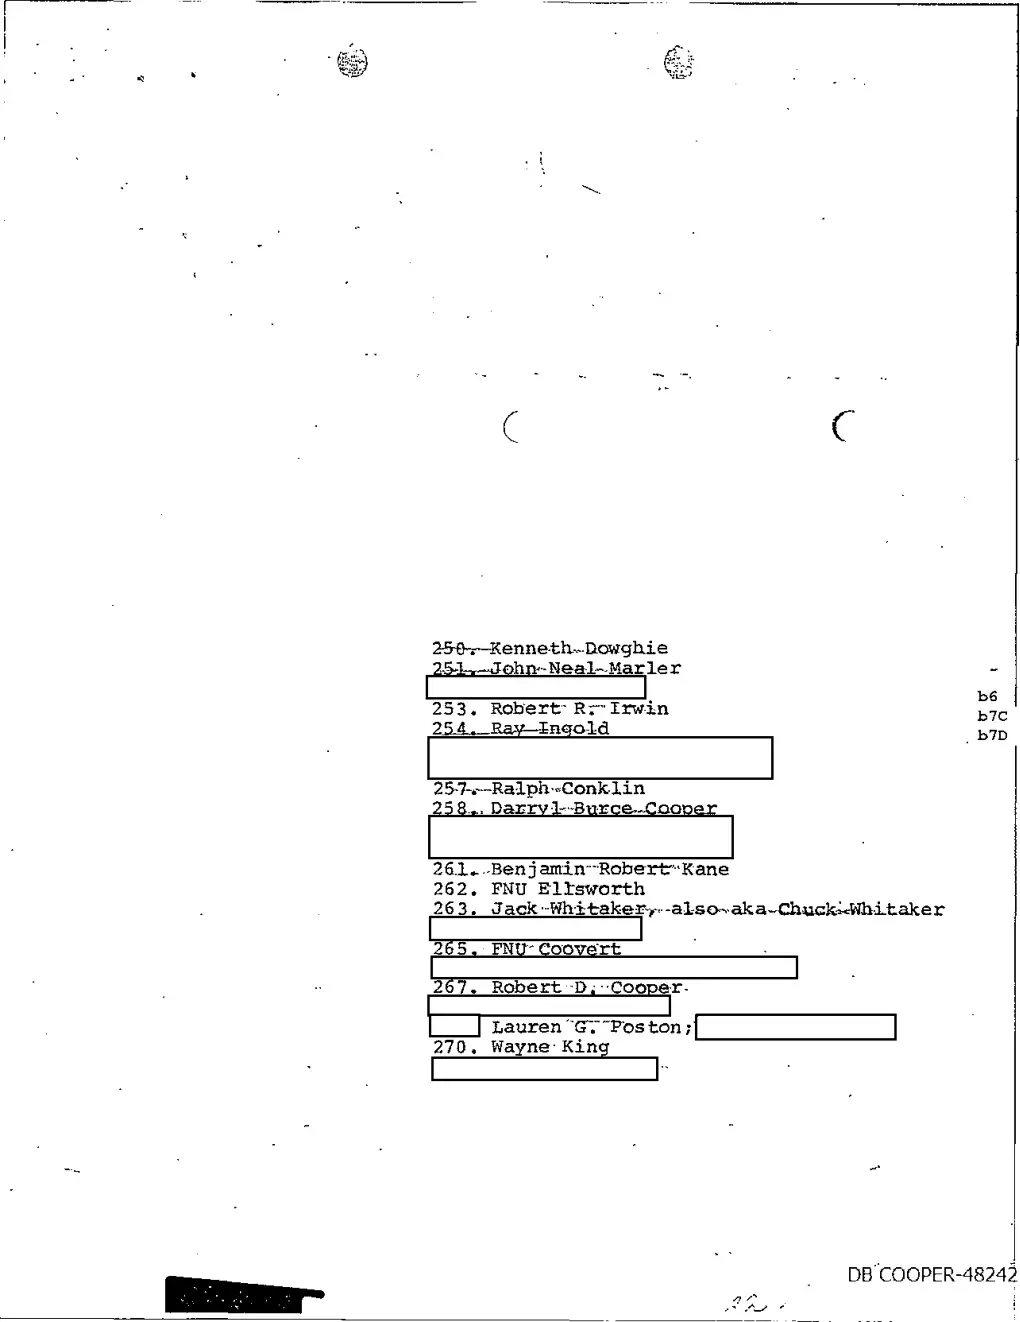 250. Kenneth Dowghie
251. John Neal Marler
b6
253. Robert R. Irwin
b7C
254. Ray Ingold
b7D
257. Ralph Conklin
258. Darryl Burce Cooper
261. Benjamin Robert Kane
262. FNU Ellsworth
263. Jack Whitaker, also aka Chuck Whitaker
265. FNU Coovert
267. Robert D. Cooper
Lauren G. Poston;
270. Wayne King
DB COOPER-48242